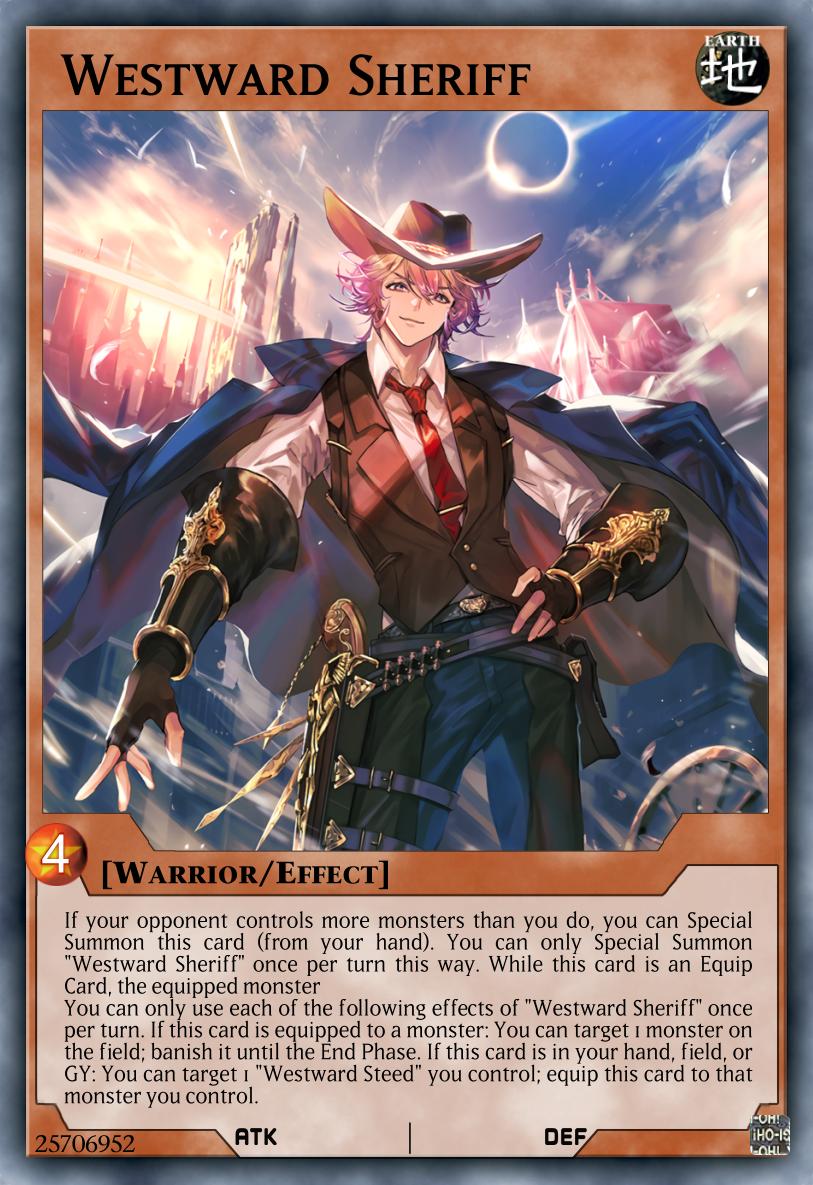 Westward Sheriff
EARTH
地
4
[Warrior/Effect]
If your opponent controls more monsters than you do, you can Special
Summon this card (from your hand). You can only Special Summon
"Westward Sheriff" once per turn this way. While this card is an Equip
Card, the equipped monster
You can only use each of the following effects of "Westward Sheriff" once
per turn. If this card is equipped to a monster: You can target 1 monster on
the field; banish it until the End Phase. If this card is in your hand, field, or
GY: You can target 1 "Westward Steed" you control; equip this card to that
monster you control.
25706952
ATK
DEF